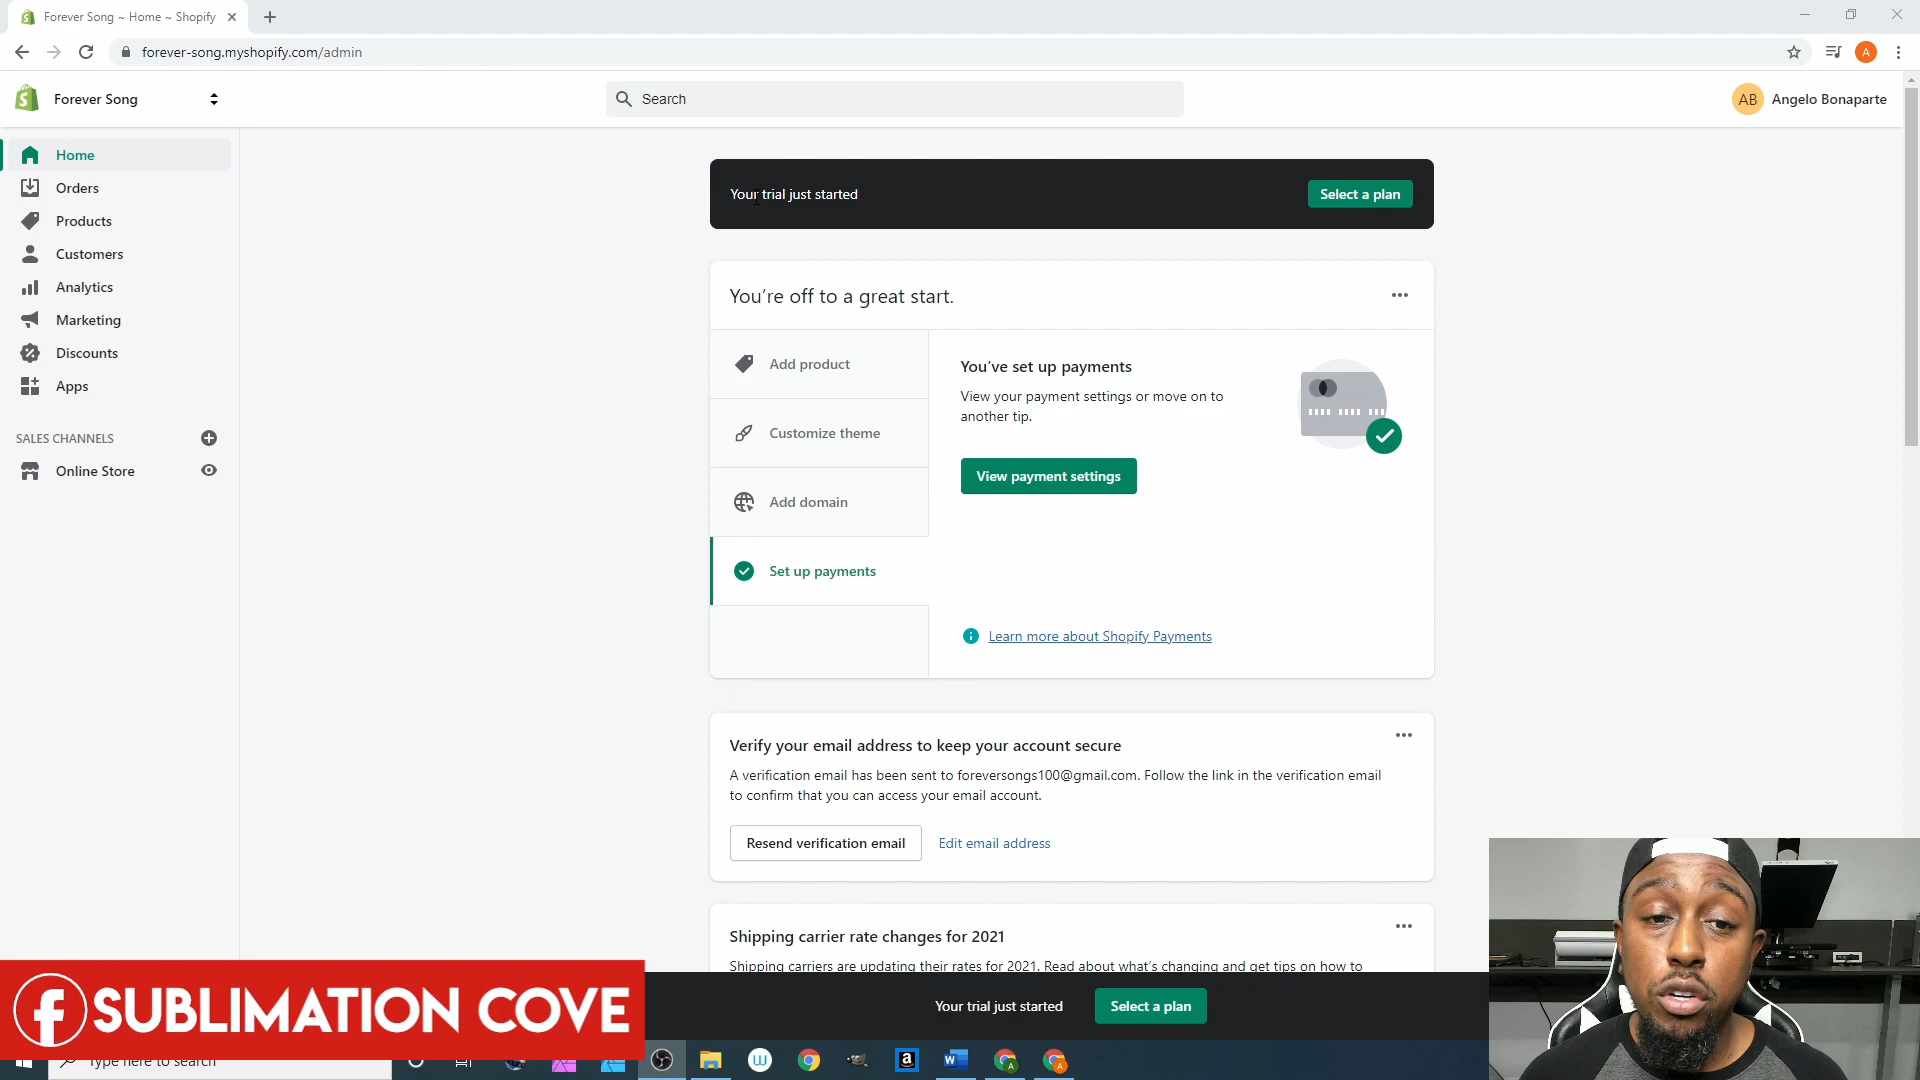 Forever Song ~ Home ~ Shopify
forever-song.myshopify.com/admin
A
Forever Song
Search
AB
Angelo Bonaparte
Home
Orders
Products
Customers
Analytics
Marketing
Discounts
Apps
SALES CHANNELS
Online Store
Your trial just started
Select a plan
You're off to a great start.
Add product
Customize theme
Add domain
Set up payments
You've set up payments
View your payment settings or move on to
another tip.
View payment settings
Learn more about Shopify Payments
Verify your email address to keep your account secure
A verification email has been sent to foreversongs100@gmail.com. Follow the link in the verification email
to confirm that you can access your email account.
Resend verification email
Edit email address
Shipping carrier rate changes for 2021
Shipping carriers are updating their rates for 2021. Read about what's changing and get tips on how to
Your trial just started
Select a plan
SUBLIMATION COVE
Type here to search